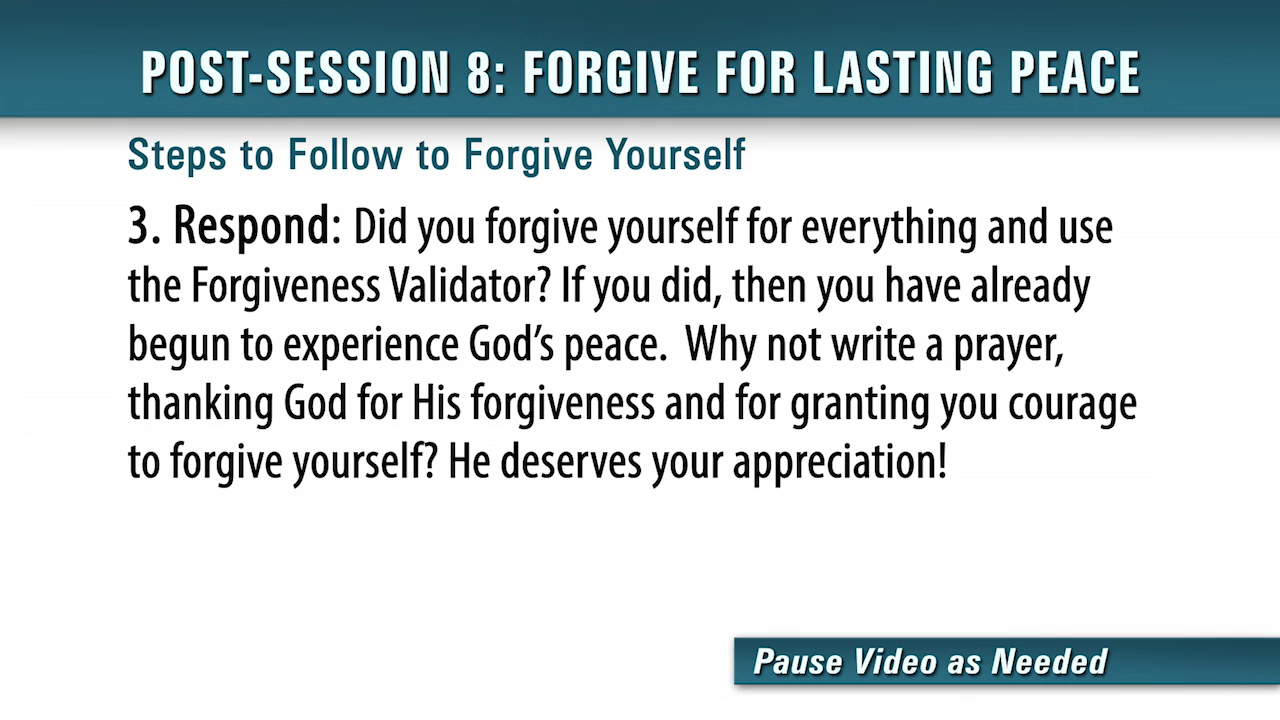 POST-SESSION 8: FORGIVE FOR LASTING PEACE
Steps to Follow to Forgive Yourself
3. Respond: Did you forgive yourself for everything and use
the Forgiveness Validator? If you did, then you have already
begun to experience God’s peace.  Why not write a prayer,
thanking God for His forgiveness and for granting you courage
to forgive yourself? He deserves your appreciation!
Pause Video as Needed